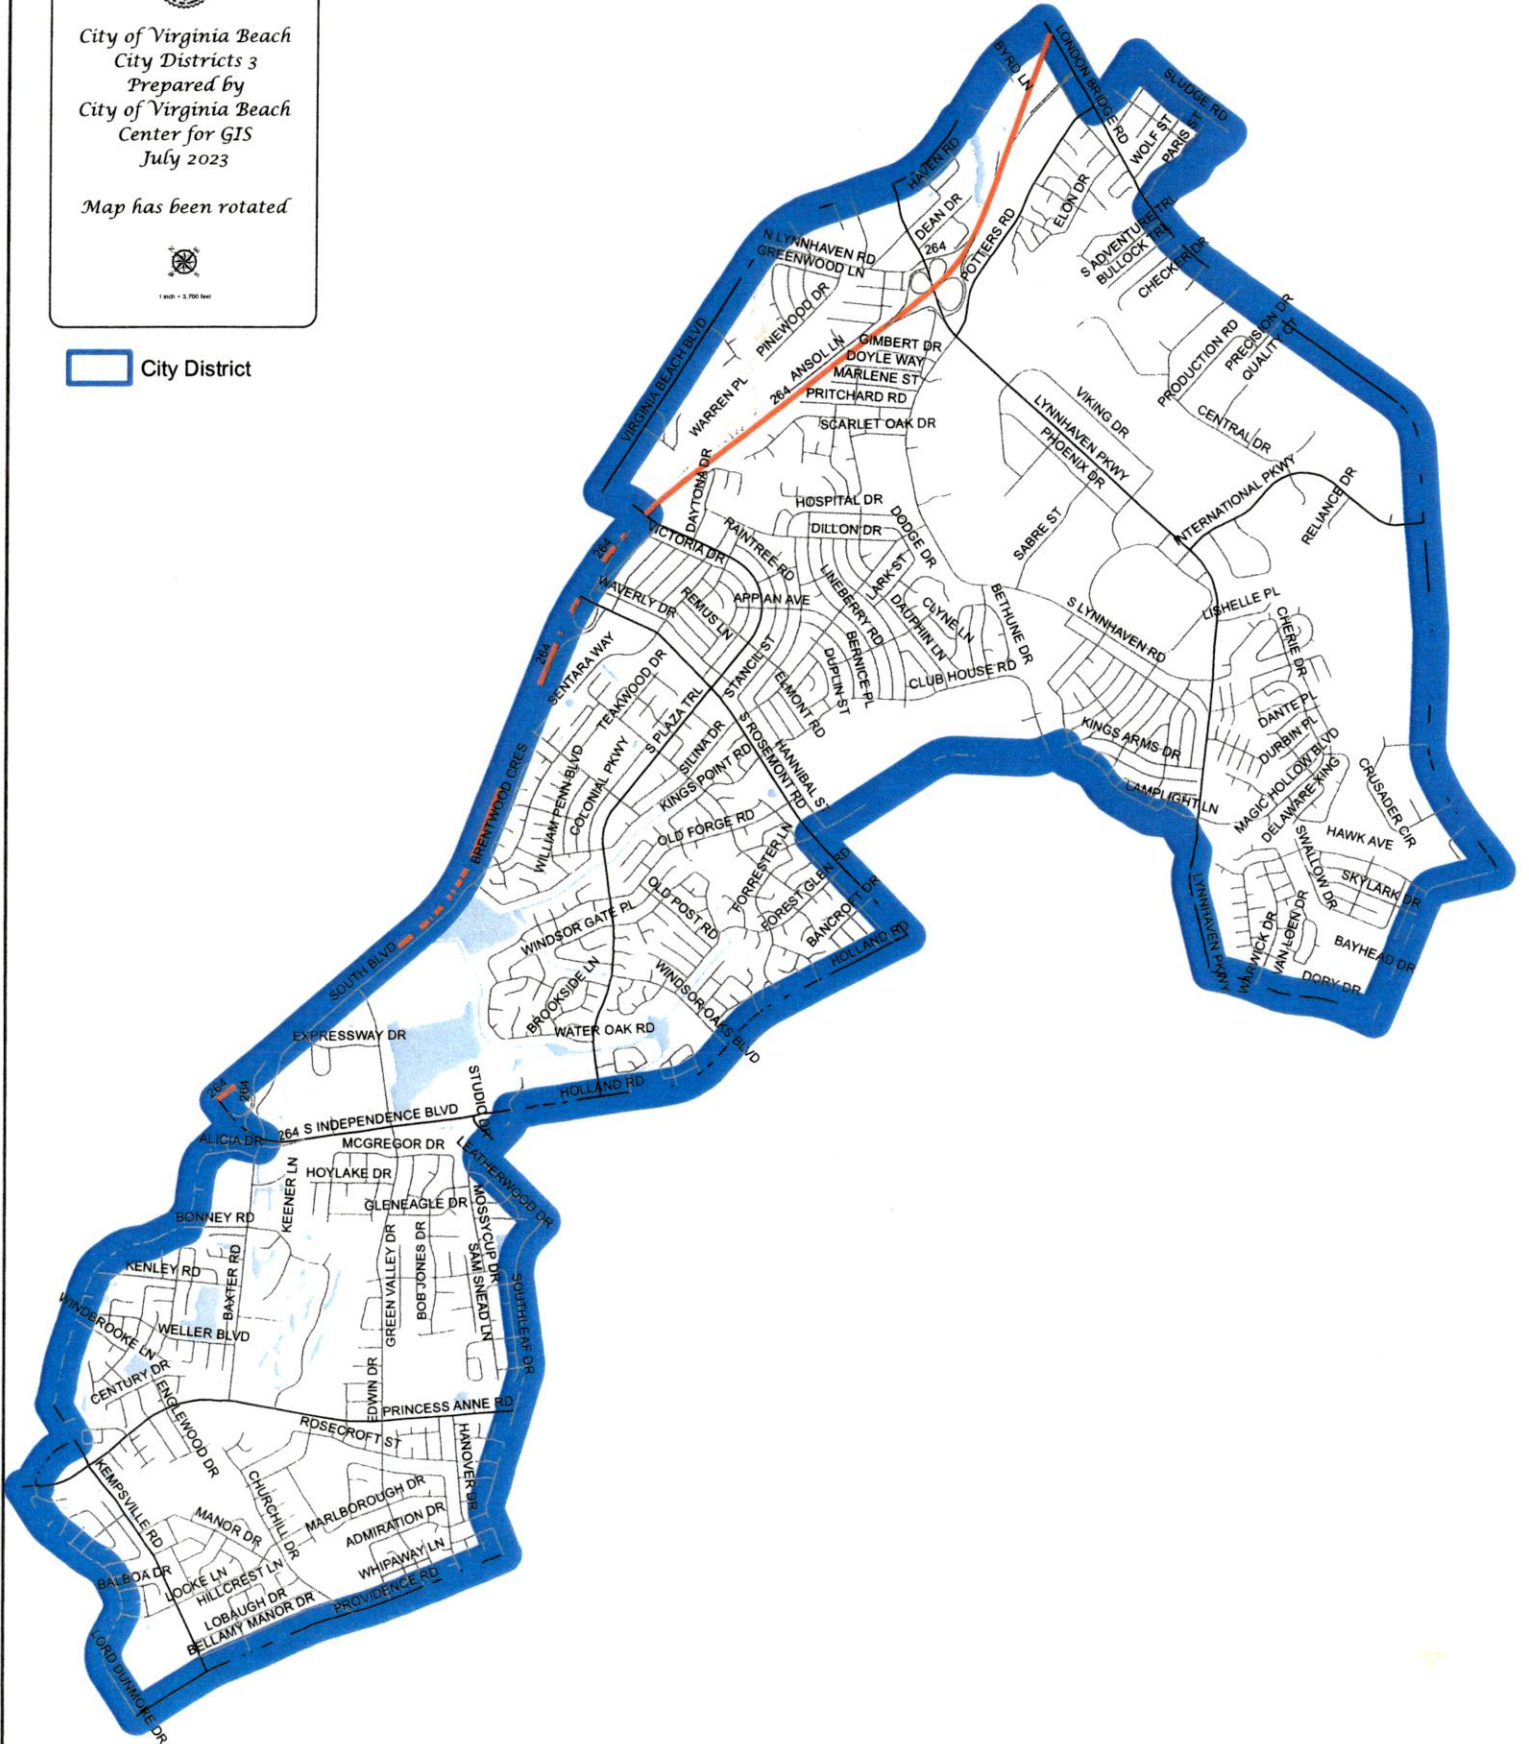 City of Virginia Beach
City Districts 3
Prepared by
City of Virginia Beach
Center for GIS
July 2023
Map has been rotated
1 inch = 3,700 feet
City District
LONDON BRIDGE RD
BYRD LN
SLUDGE RD
WOLF ST
PARIS ST
HAVEN RD
ELON DR
DEAN DR
S ADVENTURE TRL
BULLOCK TRL
CHECKER DR
N LYNNHAVEN RD
GREENWOOD LN
264
POTTERS RD
PINEWOOD DR
PRODUCTION RD
PRECISION DR
QUALITY CT
VIRGINIA BEACH BLVD
ANSOL LN
GIMBERT DR
DOYLE WAY
MARLENE ST
264
WARREN PL
PRITCHARD RD
VIKING DR
LYNNHAVEN PKWY
PHOENIX DR
CENTRAL DR
SCARLET OAK DR
INTERNATIONAL PKWY
RELIANCE DR
DAYTONA DR
HOSPITAL DR
DILLON DR
DODGE DR
SABRE ST
VICTORIA DR
RAINTREE RD
264
WAVERLY DR
REMUS LN
APPIAN AVE
LINEBERRY RD
LARK ST
DAUPHIN LN
CLYNE LN
BETHUNE DR
S LYNNHAVEN RD
LISHELLE PL
CHERIE DR
264
SENTARA WAY
TEAKWOOD DR
STANCIL ST
ELMONT RD
DUPLIN ST
BERNICE PL
CLUB HOUSE RD
S PLAZA TRL
SILINA DR
KINGS POINT RD
S ROSEMONT RD
HANNIBAL ST
KINGS ARMS DR
DANTE PL
DURBIN PL
MAGIC HOLLOW BLVD
DELAWARE XING
CRUSADER CIR
BRENTWOOD CRES
WILLIAM PENN BLVD
COLONIAL PKWY
OLD FORGE RD
LAMPLIGHT LN
HAWK AVE
SWALLOW DR
SKYLARK DR
FORRESTER LN
FOREST GLEN RD
BANCROFT DR
OLD POST RD
WINDSOR GATE PL
HOLLAND RD
LYNNHAVEN PKWY
WARWICK DR
VAN LOEN DR
BAYHEAD DR
DORY DR
SOUTH BLVD
BROOKSIDE LN
WINDSOR OAKS BLVD
WATER OAK RD
EXPRESSWAY DR
264
264
STUDIO DR
HOLLAND RD
ALICIA DR
264
S INDEPENDENCE BLVD
MCGREGOR DR
LEATHERWOOD DR
KEENER LN
HOYLAKE DR
GLENEAGLE DR
MOSSYCUP DR
BONNEY RD
GREEN VALLEY DR
BOB JONES DR
SAM SNEAD LN
SOUTHLEAF DR
KENLEY RD
BAXTER RD
WINDBROOKE LN
WELLER BLVD
CENTURY DR
EDWIN DR
PRINCESS ANNE RD
ENGLEWOOD DR
ROSECROFT ST
HANOVER DR
KEMPSVILLE RD
CHURCHILL DR
MARLBOROUGH DR
MANOR DR
ADMIRATION DR
WHIPAWAY LN
BALBOA DR
LOCKE LN
HILLCREST LN
LOBAUGH DR
BELLAMY MANOR DR
PROVIDENCE RD
LORD DUNMORE DR